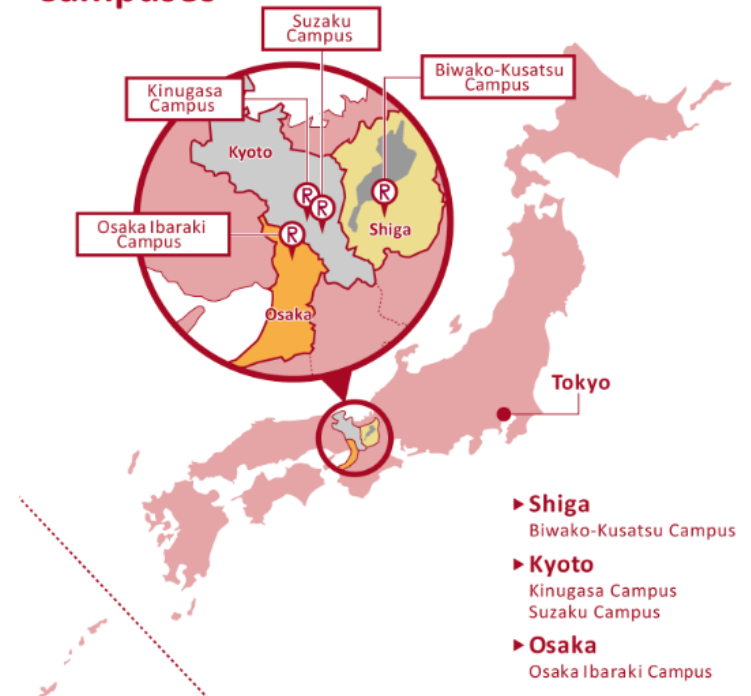 Campuses
Suzaku
Campus
Kinugasa
Campus
Biwako-Kusatsu
Campus
Kyoto
R
R
R
Osaka Ibaraki
Campus
R
Shiga
Osaka
Tokyo
▶Shiga
Biwako-Kusatsu Campus
▶Kyoto
Kinugasa Campus
Suzaku Campus
▶Osaka
Osaka Ibaraki Campus